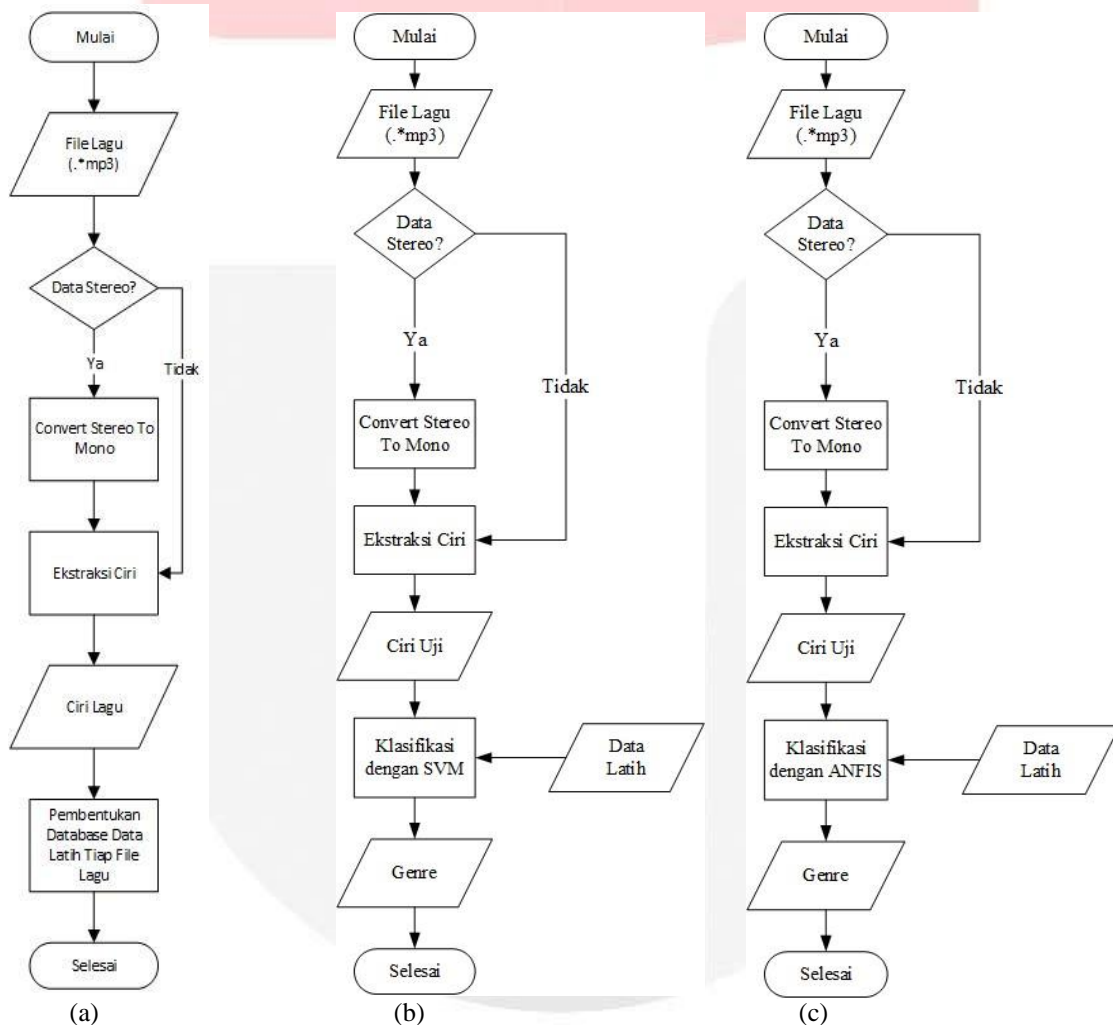 Mulai
File Lagu
(.*mp3)
Data Stereo?
Ya
Tidak
Convert Stereo To
Mono
Ekstraksi Ciri
Ciri Lagu
Pembentukan
Database Data
Latih Tiap File
Lagu
Selesai
(a)
Mulai
File Lagu
(.*mp3)
Data
Stereo?
Ya
Tidak
Convert Stereo
To Mono
Ekstraksi Ciri
Ciri Uji
Klasifikasi
dengan SVM
Data
Latih
Genre
Selesai
(b)
Mulai
File Lagu
(.*mp3)
Data
Stereo?
Ya
Tidak
Convert Stereo
To Mono
Ekstraksi Ciri
Ciri Uji
Klasifikasi
dengan ANFIS
Data
Latih
Genre
Selesai
(c)